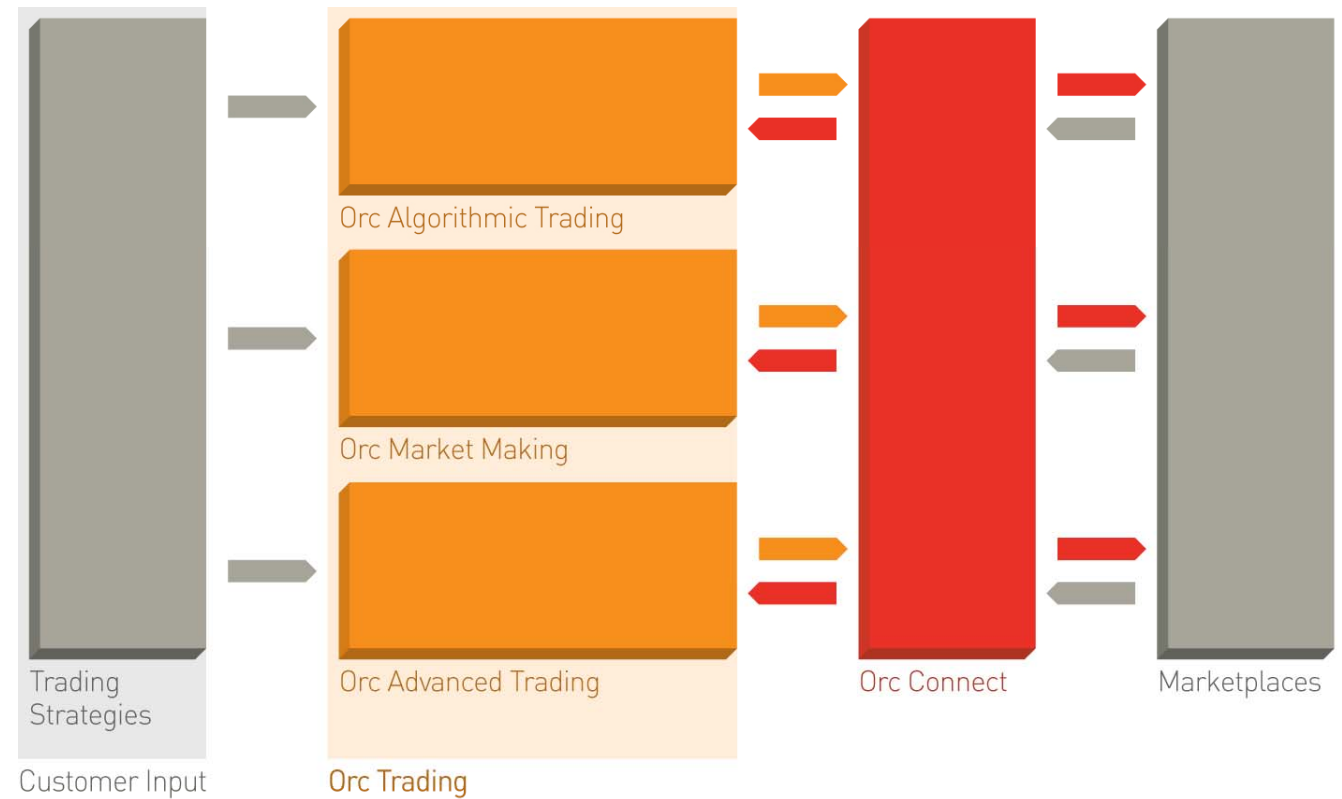 Orc Algorithmic Trading
Orc Market Making
Trading
Strategies
Orc Advanced Trading
Orc Connect
Marketplaces
Customer Input
Orc Trading